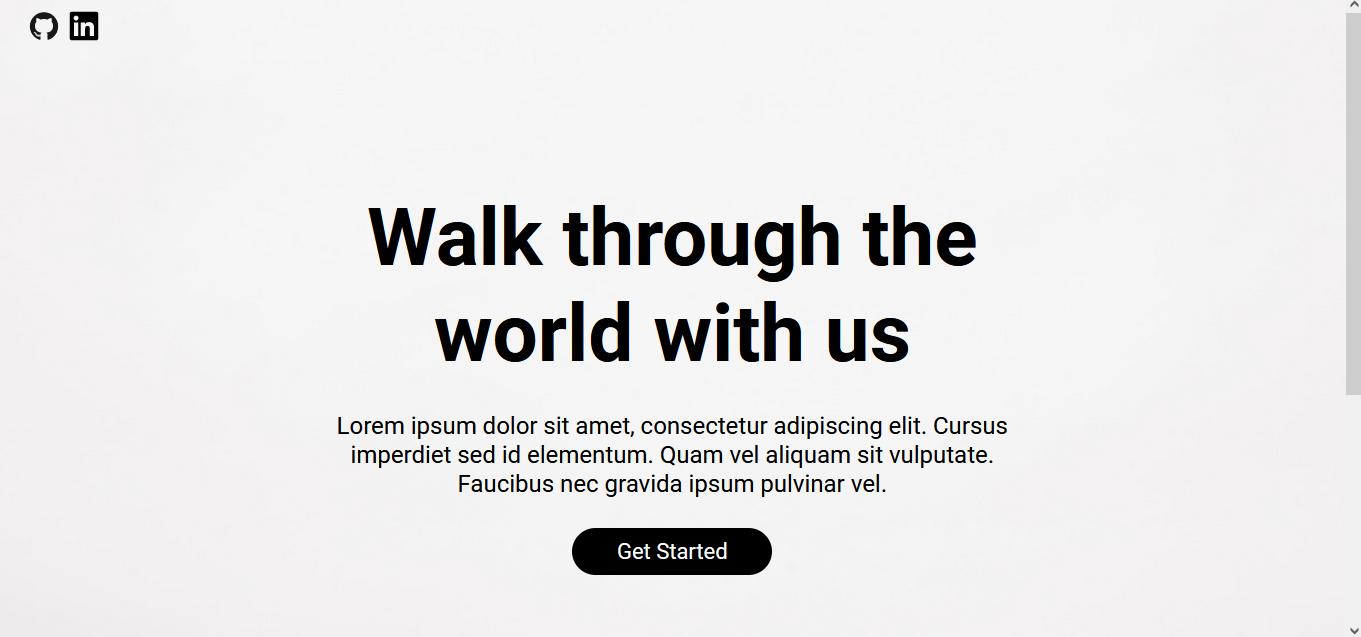 in
Walk through the
world with us
Lorem ipsum dolor sit amet, consectetur adipiscing elit. Cursus
imperdiet sed id elementum. Quam vel aliquam sit vulputate.
Faucibus nec gravida ipsum pulvinar vel.
Get Started